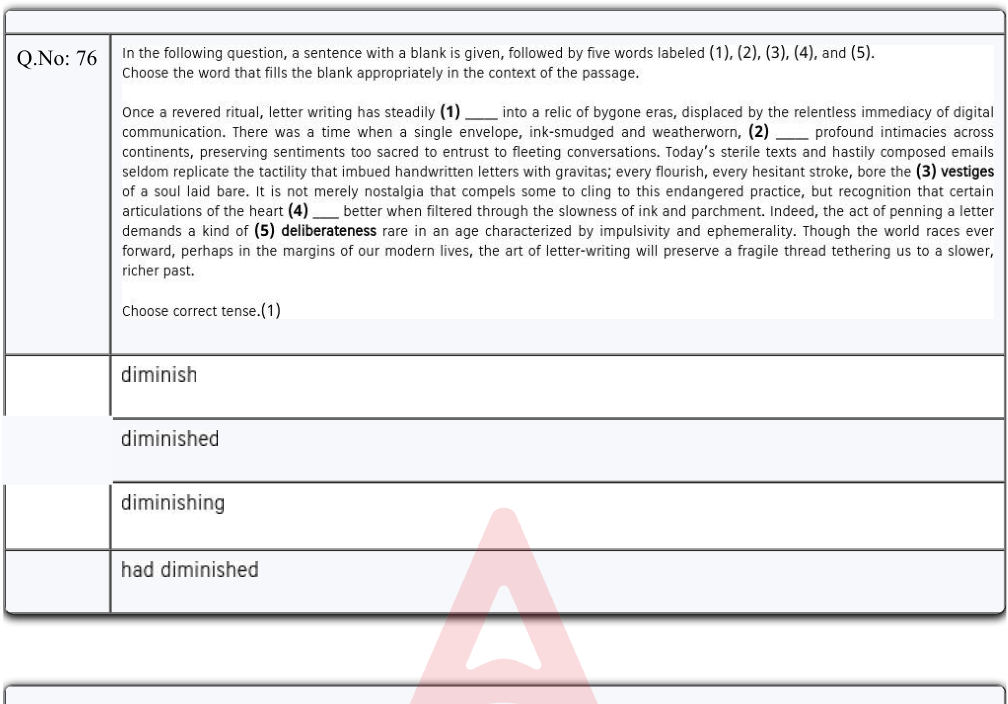 Q.No: 76
In the following question, a sentence with a blank is given, followed by five words labeled (1), (2), (3), (4), and (5).
Choose the word that fills the blank appropriately in the context of the passage.
Once a revered ritual, letter writing has steadily (1) ____ into a relic of bygone eras, displaced by the relentless immediacy of digital
communication. There was a time when a single envelope, ink-smudged and weatherworn, (2) ____ profound intimacies across
continents, preserving sentiments too sacred to entrust to fleeting conversations. Today's sterile texts and hastily composed emails
seldom replicate the tactility that imbued handwritten letters with gravitas; every flourish, every hesitant stroke, bore the (3) vestiges
of a soul laid bare. It is not merely nostalgia that compels some to cling to this endangered practice, but recognition that certain
articulations of the heart (4) ___ better when filtered through the slowness of ink and parchment. Indeed, the act of penning a letter
demands a kind of (5) deliberateness rare in an age characterized by impulsivity and ephemerality. Though the world races ever
forward, perhaps in the margins of our modern lives, the art of letter-writing will preserve a fragile thread tethering us to a slower,
richer past.
Choose correct tense.(1)
diminish
diminished
diminishing
had diminished